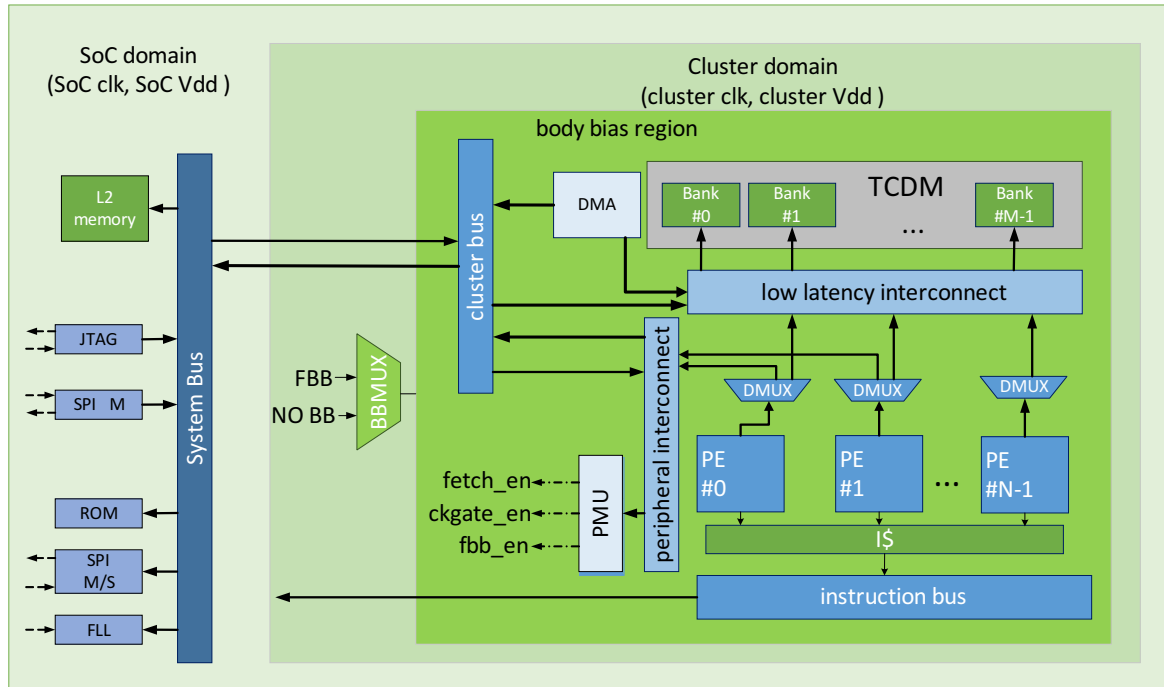 SoC domain
(SoC clk, SoC Vdd )
Cluster domain
(cluster clk, cluster Vdd )
body bias region
L2
memory
JTAG
SPI M
ROM
SPI
M/S
FLL
System Bus
FBB
NO BB
BBMUX
cluster bus
DMA
TCDM
Bank
#0
Bank
#1
...
Bank
#M-1
low latency interconnect
peripheral interconnect
DMUX
DMUX
DMUX
PE
#0
PE
#1
...
PE
#N-1
fetch_en
ckgate_en
fbb_en
PMU
I$
instruction bus